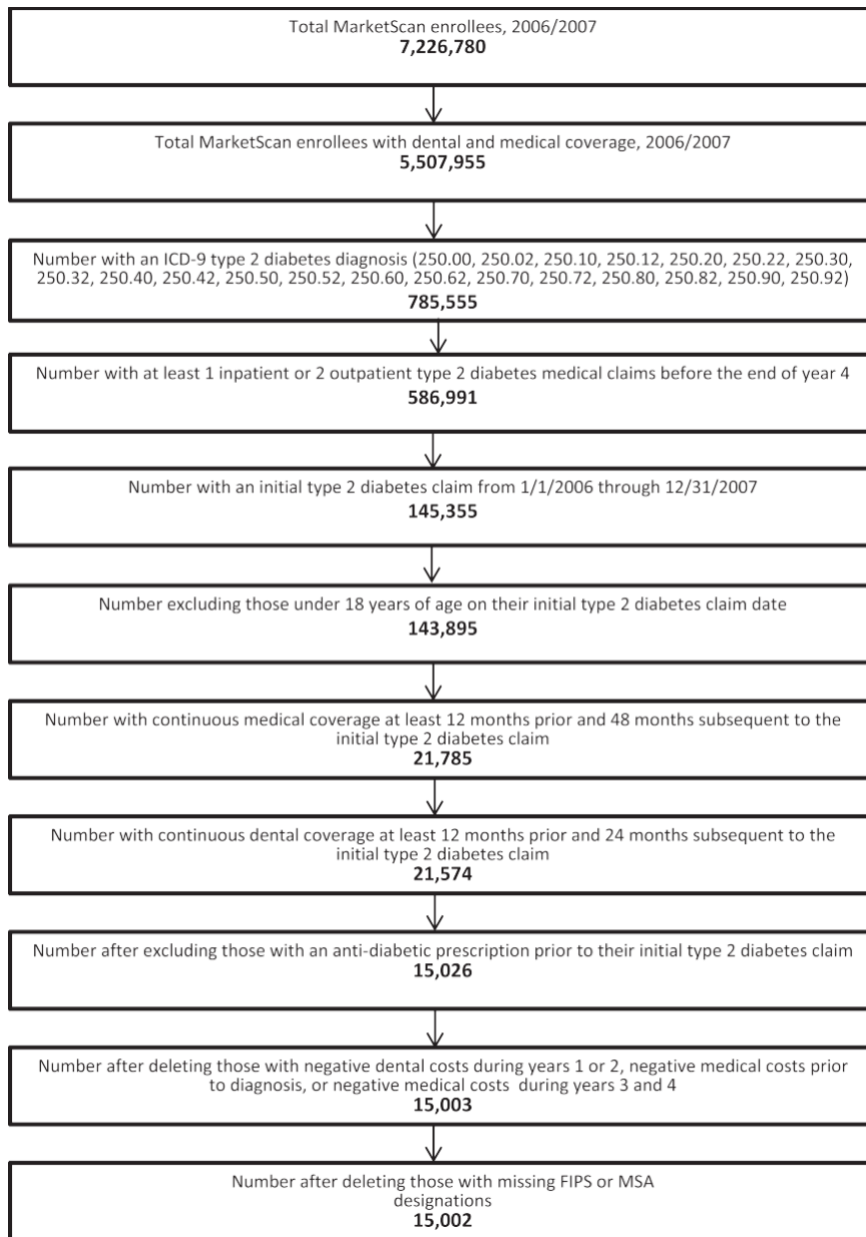 Total MarketScan enrollees, 2006/2007
7,226,780
Total MarketScan enrollees with dental and medical coverage, 2006/2007
5,507,955
Number with an ICD-9 type 2 diabetes diagnosis (250.00, 250.02, 250.10, 250.12, 250.20, 250.22, 250.30,
250.32, 250.40, 250.42, 250.50, 250.52, 250.60, 250.62, 250.70, 250.72, 250.80, 250.82, 250.90, 250.92)
785,555
Number with at least 1 inpatient or 2 outpatient type 2 diabetes medical claims before the end of year 4
586,991
Number with an initial type 2 diabetes claim from 1/1/2006 through 12/31/2007
145,355
Number excluding those under 18 years of age on their initial type 2 diabetes claim date
143,895
Number with continuous medical coverage at least 12 months prior and 48 months subsequent to the
initial type 2 diabetes claim
21,785
Number with continuous dental coverage at least 12 months prior and 24 months subsequent to the
initial type 2 diabetes claim
21,574
Number after excluding those with an anti-diabetic prescription prior to their initial type 2 diabetes claim
15,026
Number after deleting those with negative dental costs during years 1 or 2, negative medical costs prior
to diagnosis, or negative medical costs during years 3 and 4
15,003
Number after deleting those with missing FIPS or MSA
designations
15,002